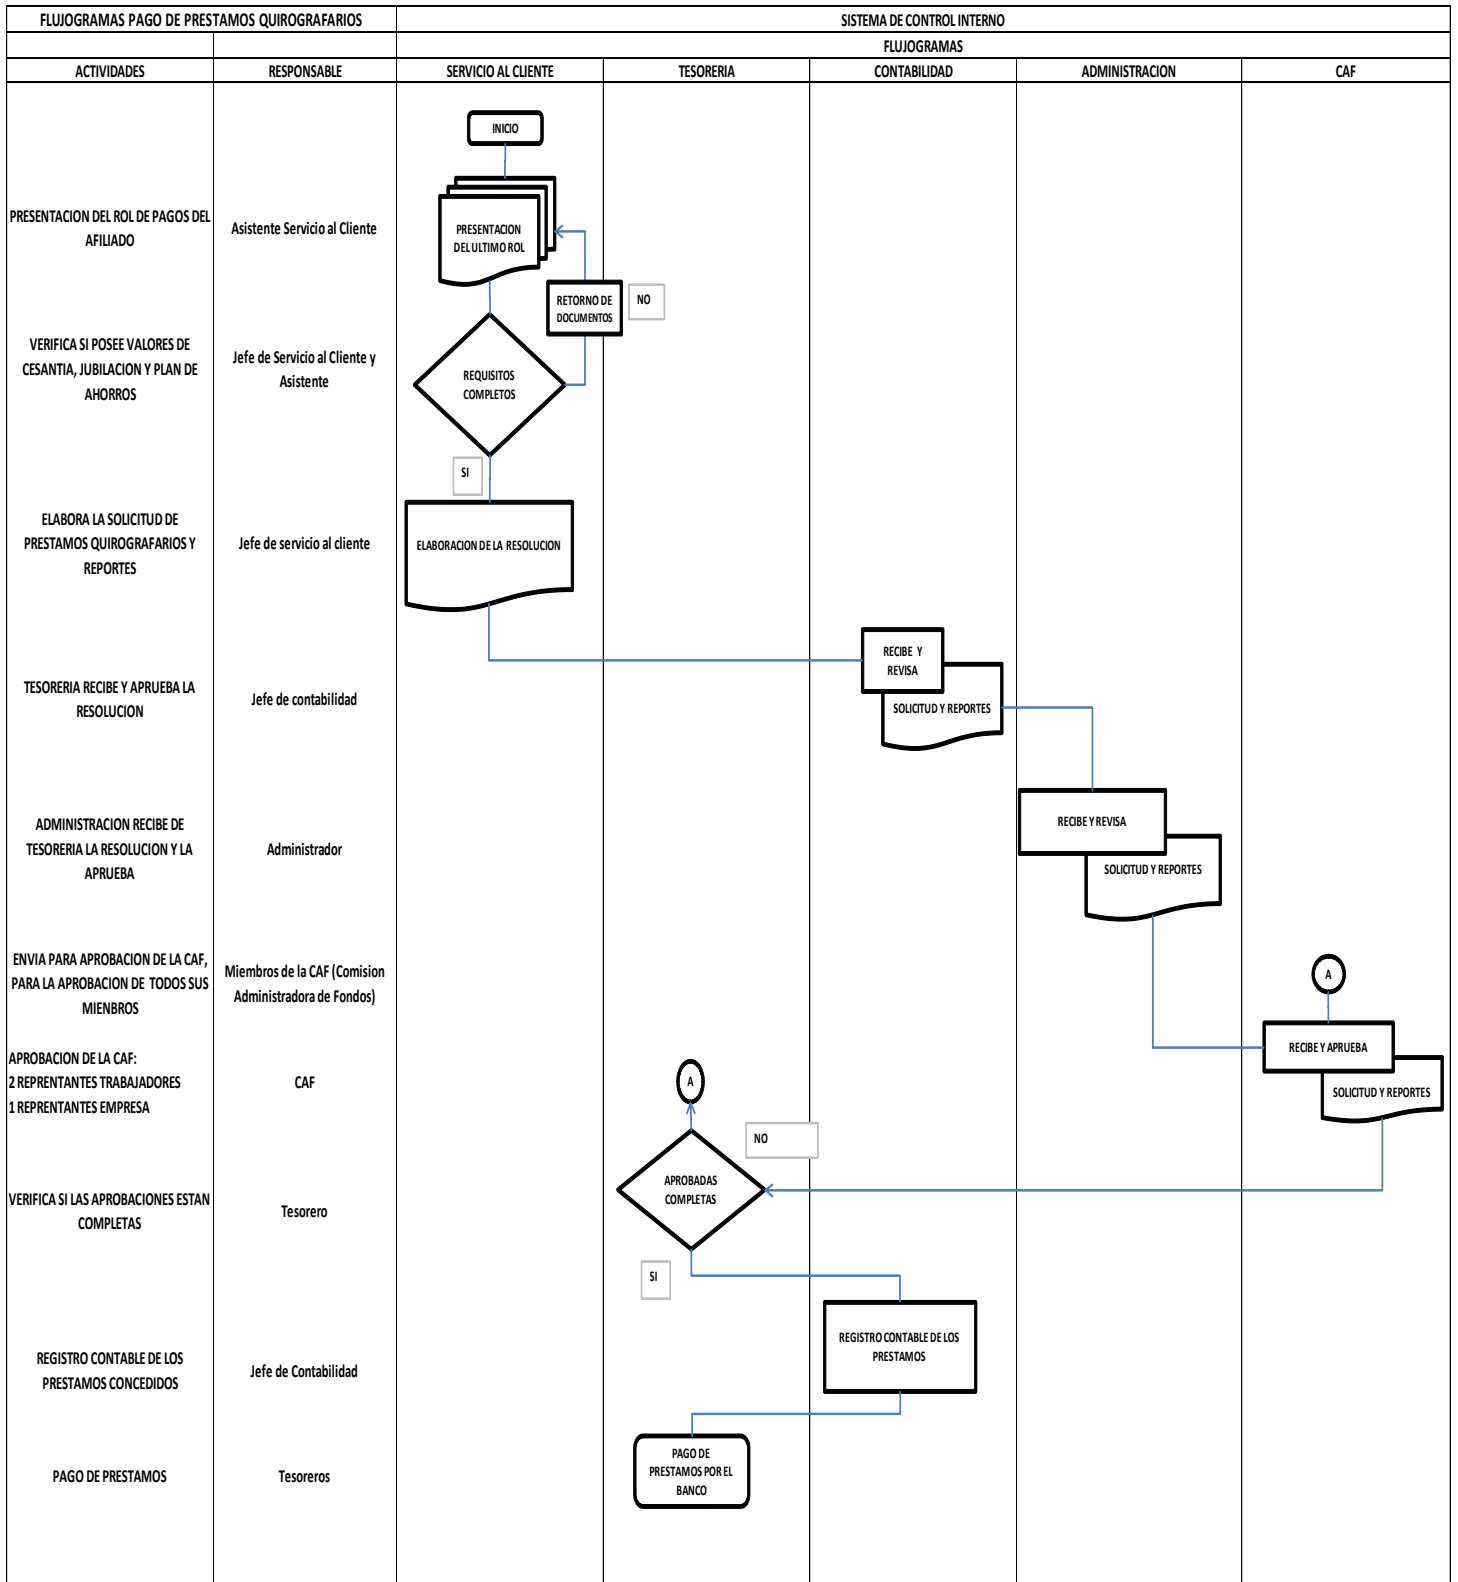 FLUJOGRAMAS PAGO DE PRESTAMOS QUIROGRAFARIOS
SISTEMA DE CONTROL INTERNO
FLUJOGRAMAS
ACTIVIDADES
RESPONSABLE
SERVICIO AL CLIENTE
TESORERIA
CONTABILIDAD
ADMINISTRACION
CAF
INICIO
PRESENTACION DEL ROL DE PAGOS DEL
AFILIADO
Asistente Servicio al Cliente
PRESENTACION
DEL ULTIMO ROL
RETORNO DE
DOCUMENTOS
NO
VERIFICA SI POSEE VALORES DE
CESANTIA, JUBILACION Y PLAN DE
AHORROS
Jefe de Servicio al Cliente y
Asistente
REQUISITOS
COMPLETOS
SI
ELABORA LA SOLICITUD DE
PRESTAMOS QUIROGRAFARIOS Y
REPORTES
Jefe de servicio al cliente
ELABORACION DE LA RESOLUCION
TESORERIA RECIBE Y APRUEBA LA
RESOLUCION
Jefe de contabilidad
RECIBE Y
REVISA
SOLICITUD Y REPORTES
ADMINISTRACION RECIBE DE
TESORERIA LA RESOLUCION Y LA
APRUEBA
Administrador
RECIBE Y REVISA
SOLICITUD Y REPORTES
ENVIA PARA APROBACION DE LA CAF,
PARA LA APROBACION DE TODOS SUS
MIENBROS
Miembros de la CAF (Comision
Administradora de Fondos)
A
RECIBE Y APRUEBA
SOLICITUD Y REPORTES
APROBACION DE LA CAF:
2 REPRENTANTES TRABAJADORES
1 REPRENTANTES EMPRESA
CAF
A
NO
VERIFICA SI LAS APROBACIONES ESTAN
COMPLETAS
Tesorero
APROBADAS
COMPLETAS
SI
REGISTRO CONTABLE DE LOS
PRESTAMOS
REGISTRO CONTABLE DE LOS
PRESTAMOS CONCEDIDOS
Jefe de Contabilidad
PAGO DE PRESTAMOS
Tesoreros
PAGO DE
PRESTAMOS POR EL
BANCO